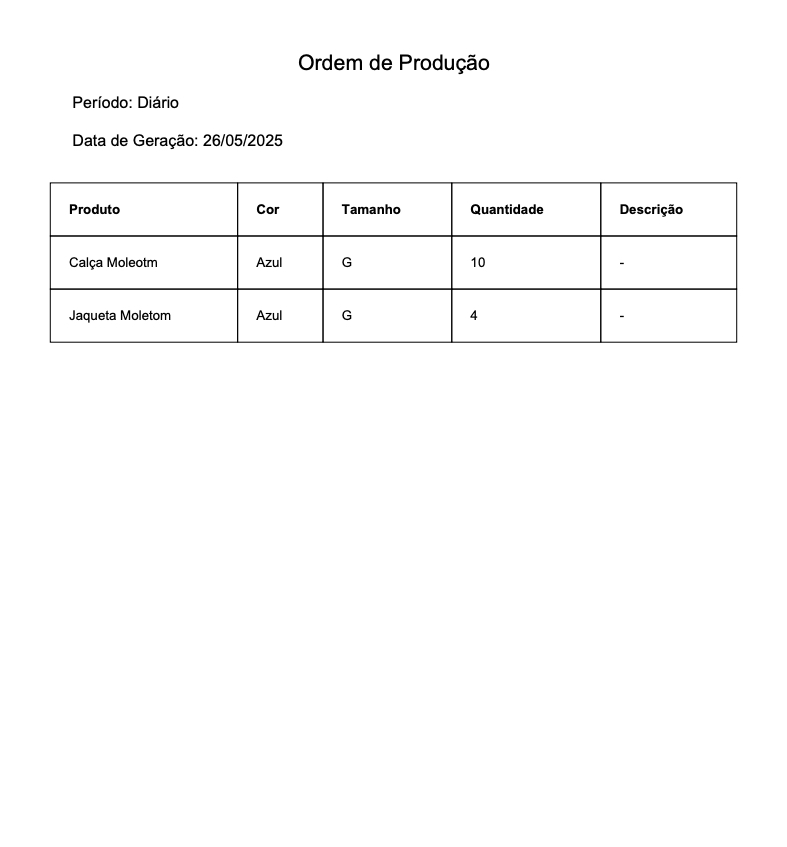 Ordem de Produção
Período: Diário
Data de Geração: 26/05/2025
Produto Cor Tamanho Quantidade Descrição
Calça Moleotm Azul G 10 -
Jaqueta Moletom Azul G 4 -